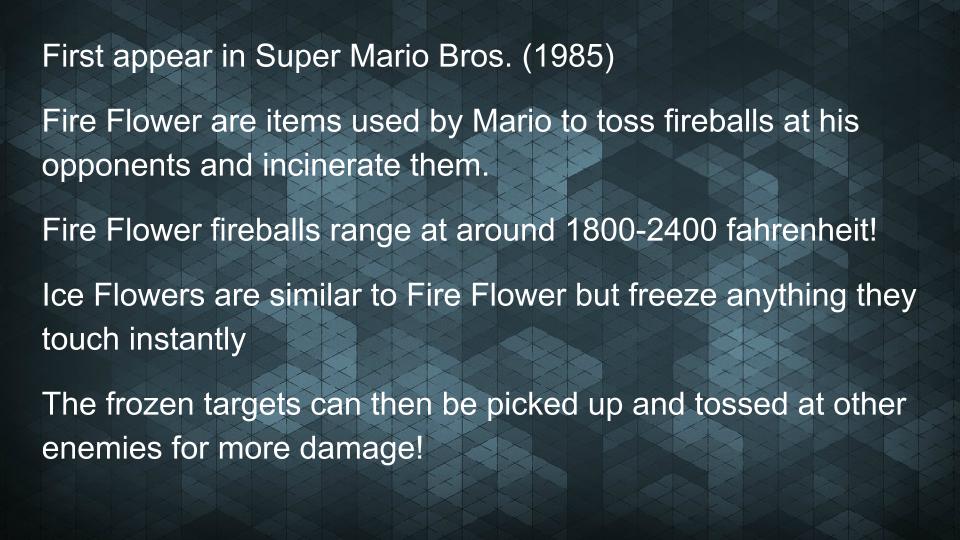 First appear in Super Mario Bros. (1985)
Fire Flower are items used by Mario to toss fireballs at his
opponents and incinerate them.
Fire Flower fireballs range at around 1800-2400 fahrenheit!
Ice Flowers are similar to Fire Flower but freeze anything they
touch instantly
The frozen targets can then be picked up and tossed at other
enemies for more damage!